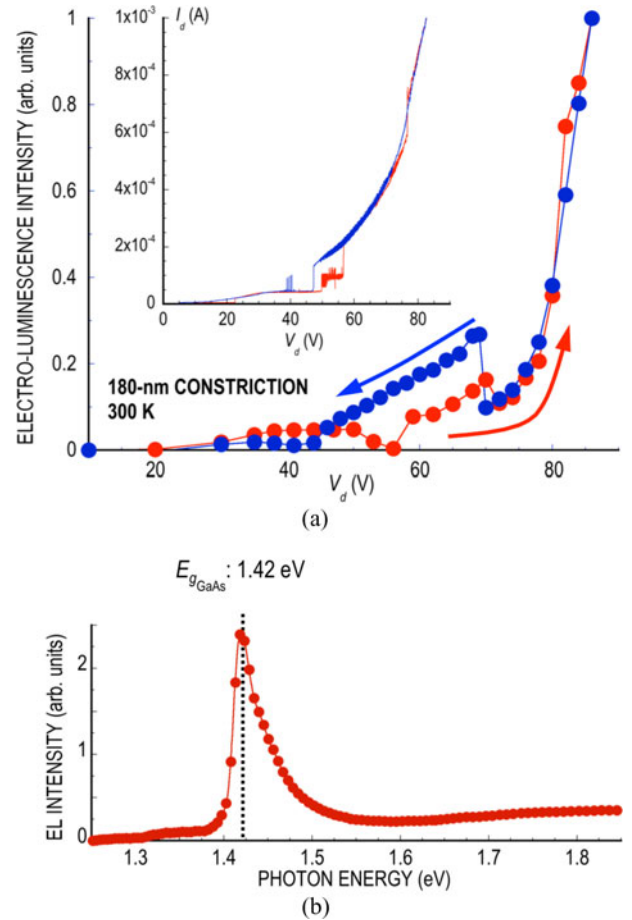 ELECTRO-LUMINESCENCE INTENSITY (arb. units)
1
0.8
0.6
0.4
0.2
0
I_d (A)
1x10⁻³
8x10⁻⁴
6x10⁻⁴
4x10⁻⁴
2x10⁻⁴
0
0 20 40 60 80
V_d (V)
180-nm CONSTRICTION
300 K
20 40 60 80
V_d (V)
(a)
E_gGaAs: 1.42 eV
EL INTENSITY (arb. units)
2
1
0
1.3 1.4 1.5 1.6 1.7 1.8
PHOTON ENERGY (eV)
(b)